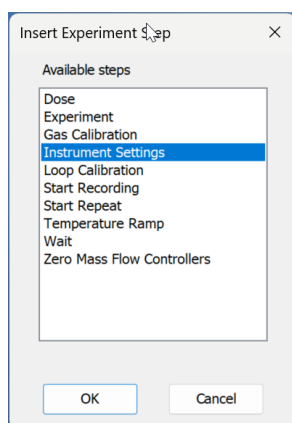 Insert Experiment Step
Available steps
Dose
Experiment
Gas Calibration
Instrument Settings
Loop Calibration
Start Recording
Start Repeat
Temperature Ramp
Wait
Zero Mass Flow Controllers
OK
Cancel